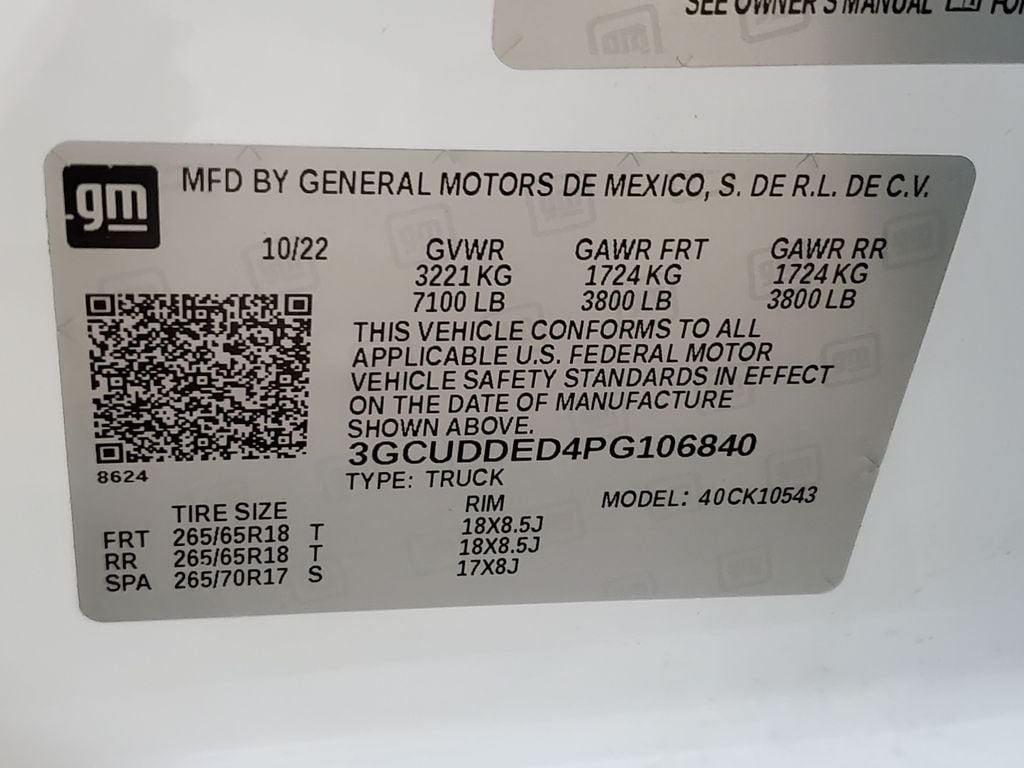 SEE OWNER'S MANUAL
gm
MFD BY GENERAL MOTORS DE MEXICO, S. DE R.L. DE C.V.
10/22 GVWR GAWR FRT GAWR RR
3221 KG 1724 KG 1724 KG
7100 LB 3800 LB 3800 LB
THIS VEHICLE CONFORMS TO ALL
APPLICABLE U.S. FEDERAL MOTOR
VEHICLE SAFETY STANDARDS IN EFFECT
ON THE DATE OF MANUFACTURE
SHOWN ABOVE.
3GCUDDED4PG106840
8624
TYPE: TRUCK
TIRE SIZE RIM MODEL: 40CK10543
FRT 265/65R18 T 18X8.5J
RR 265/65R18 T 18X8.5J
SPA 265/70R17 S 17X8J